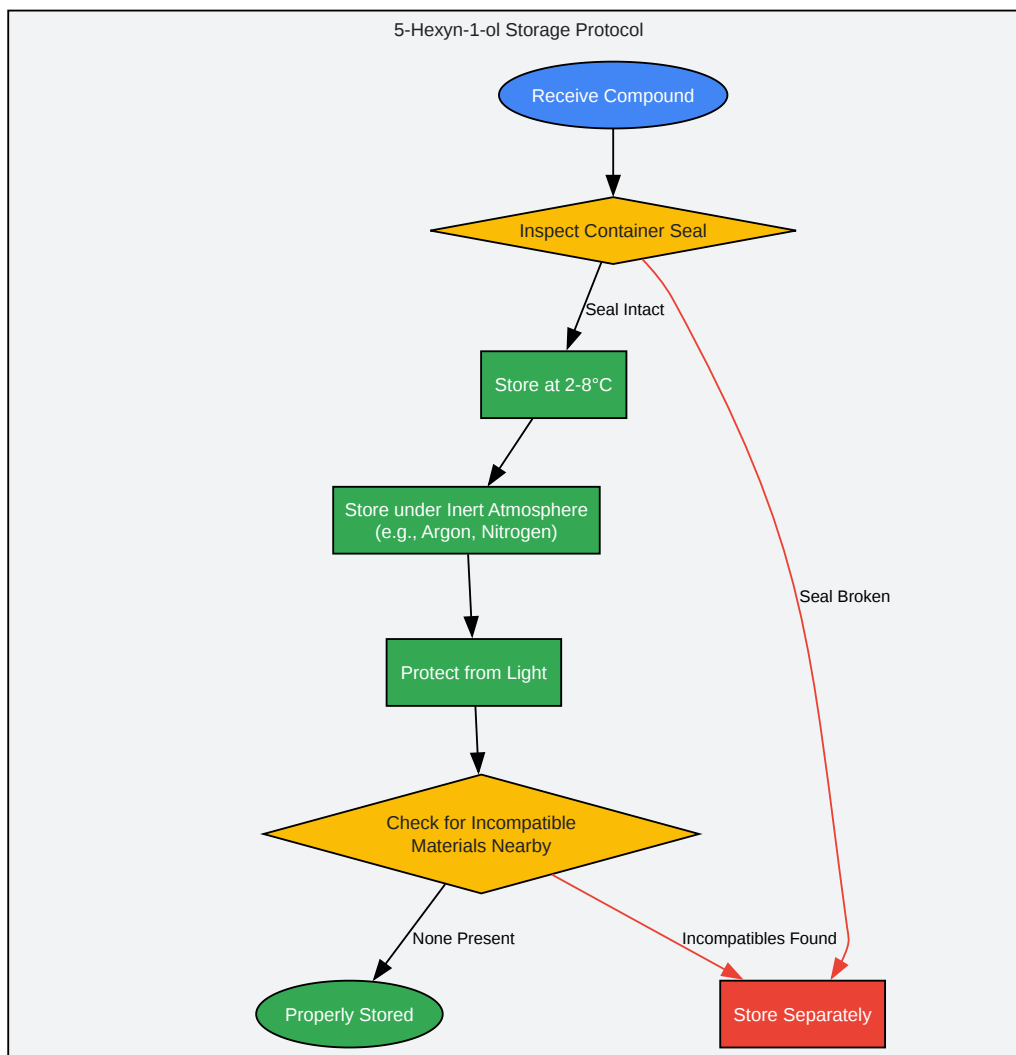 5-Hexyn-1-ol Storage Protocol
Receive Compound
Inspect Container Seal
Seal Intact
Store at 2-8°C
Store under Inert Atmosphere
(e.g., Argon, Nitrogen)
Seal Broken
Protect from Light
Check for Incompatible
Materials Nearby
None Present
Incompatibles Found
Properly Stored
Store Separately